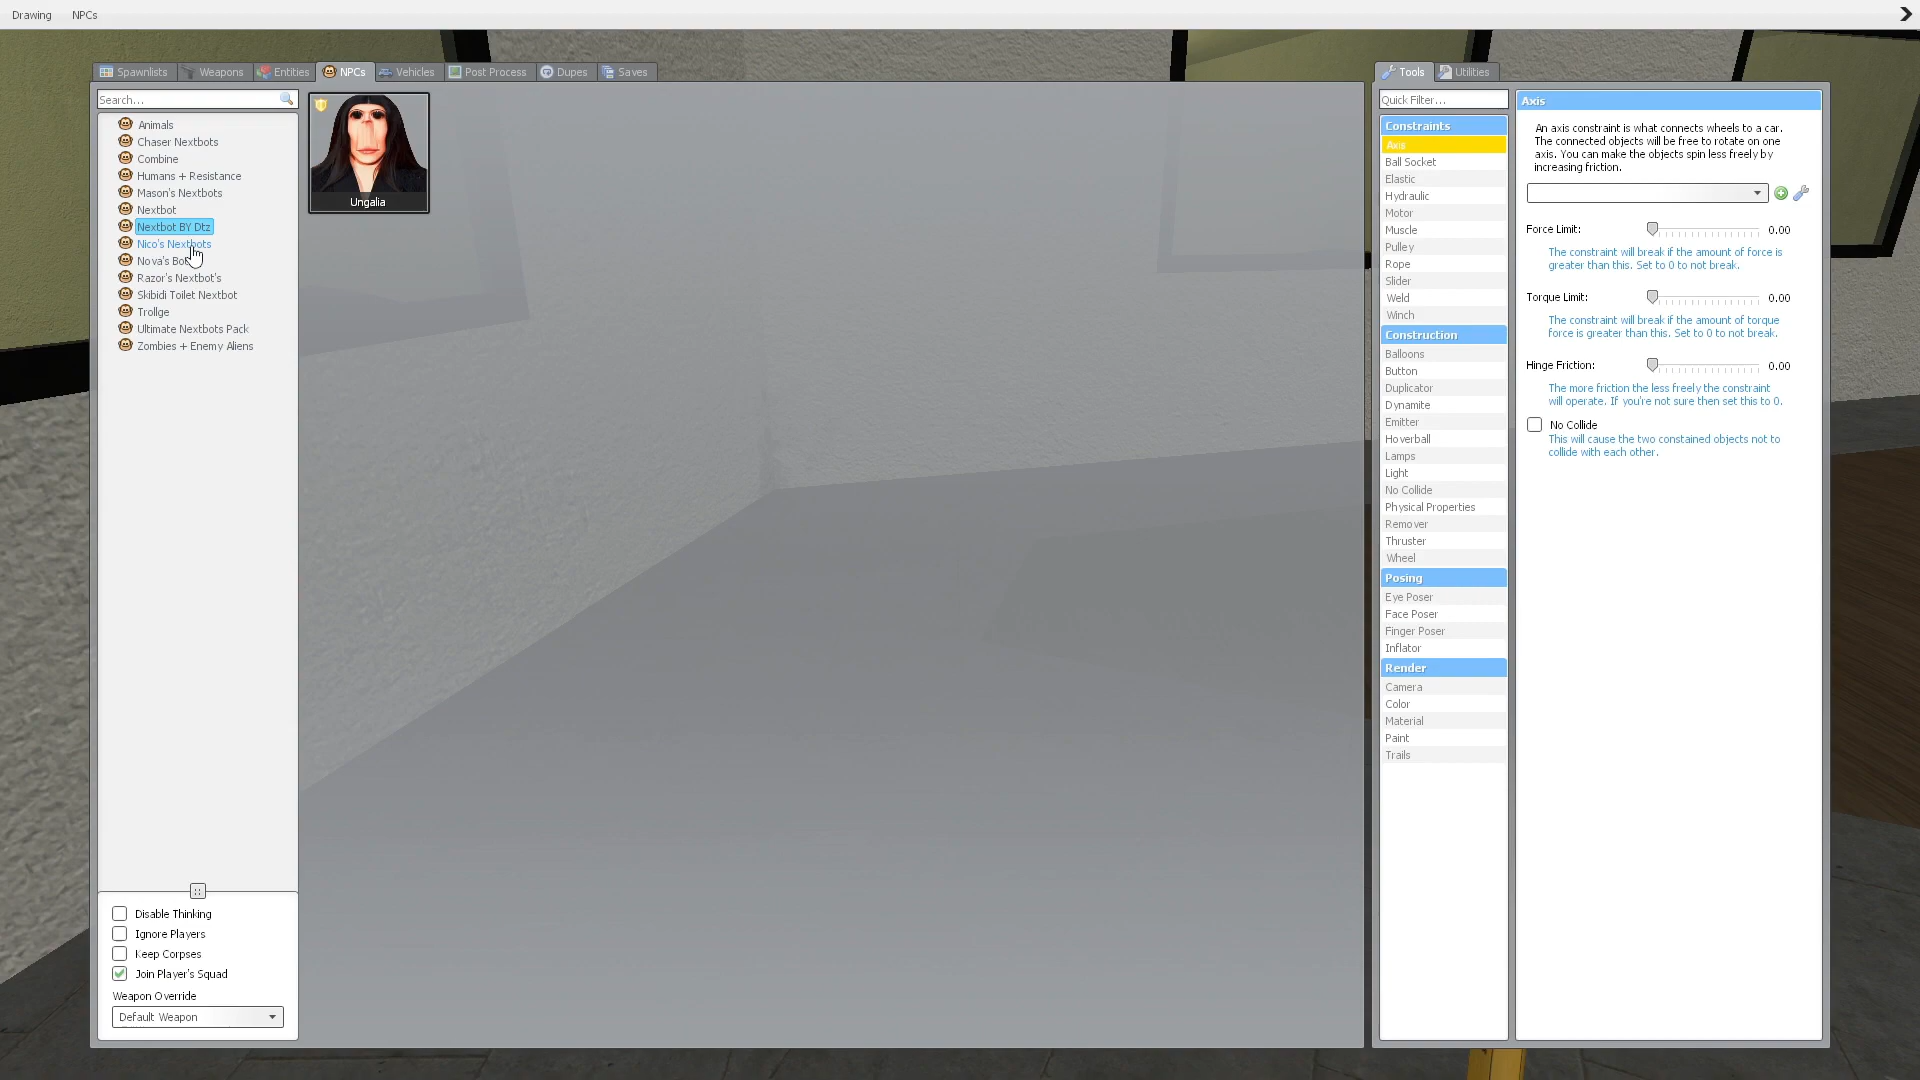 Drawing NPCs
Spawnlists Weapons Entities NPCs Vehicles Post Process Dupes Saves
Search...
Animals
Chaser Nextbots
Combine
Humans + Resistance
Mason's Nextbots
Nextbot
Nextbot BY Dtz
Nico's Nextbots
Nova's Bo
Razor's Nextbot's
Skibidi Toilet Nextbot
Trollge
Ultimate Nextbots Pack
Zombies + Enemy Aliens
Disable Thinking
Ignore Players
Keep Corpses
Join Player's Squad
Weapon Override
Default Weapon
Ungalia
Tools Utilities
Quick Filter...
Constraints
Axis
Ball Socket
Elastic
Hydraulic
Motor
Muscle
Pulley
Rope
Slider
Weld
Winch
Construction
Balloons
Button
Duplicator
Dynamite
Emitter
Hoverball
Lamps
Light
No Collide
Physical Properties
Remover
Thruster
Wheel
Posing
Eye Poser
Face Poser
Finger Poser
Inflator
Render
Camera
Color
Material
Paint
Trails
Axis
An axis constraint is what connects wheels to a car.
The connected objects will be free to rotate on one
axis. You can make the objects spin less freely by
increasing friction.
Force Limit: 0.00
The constraint will break if the amount of force is
greater than this. Set to 0 to not break.
Torque Limit: 0.00
The constraint will break if the amount of torque
force is greater than this. Set to 0 to not break.
Hinge Friction: 0.00
The more friction the less freely the constraint
will operate. If you're not sure then set this to 0.
No Collide
This will cause the two constained objects not to
collide with each other.